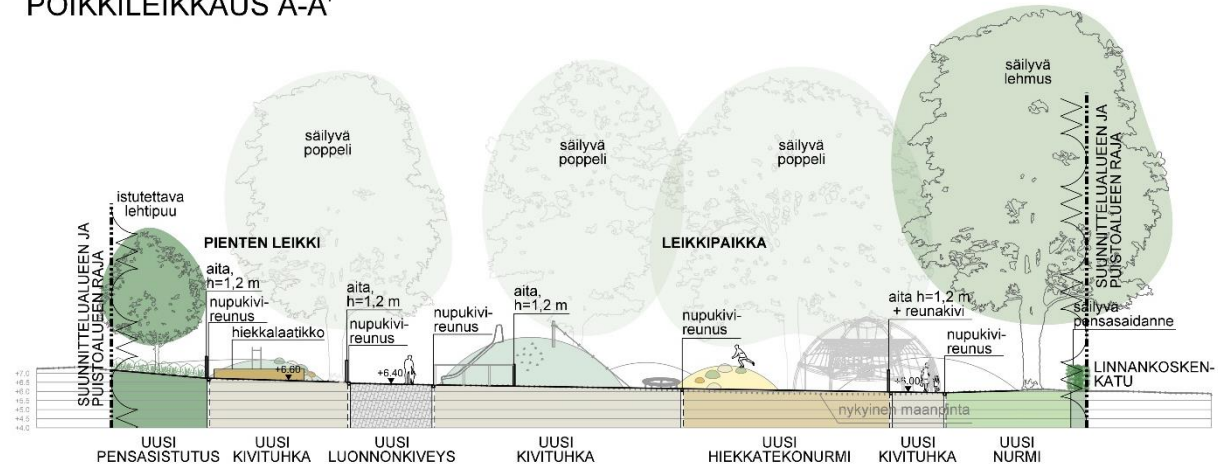 POIKKILEIKKAUS A-A'
säilyvä
lehmus
säilyvä
poppeli
säilyvä
poppeli
säilyvä
poppeli
istutettava
lehtipuu
PIENTEN LEIKKI
LEIKKIPAIKKA
SUUNNITTELUALUEEN JA
PUISTOALUEEN RAJA
aita,
h=1,2 m
nupukivi-
reunus
hiekkalaatikko
aita,
h=1,2 m
nupukivi-
reunus
nupukivi-
reunus
aita,
h=1,2 m
nupukivi-
reunus
aita h=1,2 m
+ reunakivi
nupukivi-
reunus
SUUNNITTELUALUEEN JA
PUISTOALUEEN RAJA
säilyvä
pensasaidanne
LINNANKOSKEN-
KATU
+7.0
+6.5
+6.0
+5.5
+5.0
+4.5
+4.0
+6.60
+6.40
+6.00
nykyinen maanpinta
UUSI
PENSASISTUTUS
UUSI
KIVITUHKA
UUSI
LUONNONKIVEYS
UUSI
KIVITUHKA
UUSI
HIEKKATEKONURMI
UUSI
KIVITUHKA
UUSI
NURMI